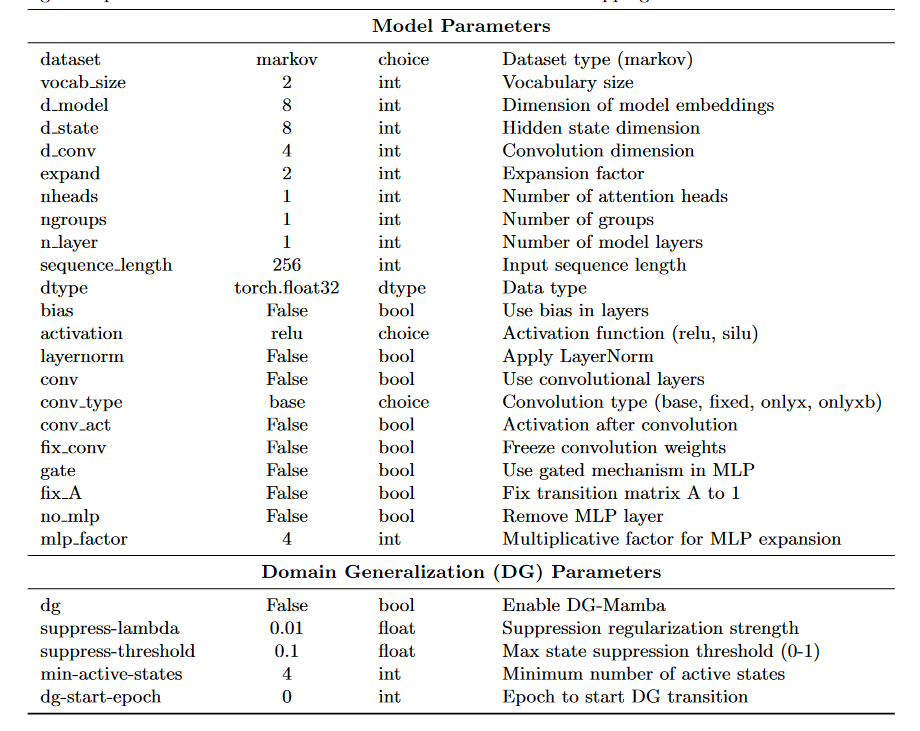 Model Parameters
dataset markov choice Dataset type (markov)
vocab_size 2 int Vocabulary size
d_model 8 int Dimension of model embeddings
d_state 8 int Hidden state dimension
d_conv 4 int Convolution dimension
expand 2 int Expansion factor
nheads 1 int Number of attention heads
ngroups 1 int Number of groups
n_layer 1 int Number of model layers
sequence_length 256 int Input sequence length
dtype torch.float32 dtype Data type
bias False bool Use bias in layers
activation relu choice Activation function (relu, silu)
layernorm False bool Apply LayerNorm
conv False bool Use convolutional layers
conv_type base choice Convolution type (base, fixed, onlyx, onlyxb)
conv_act False bool Activation after convolution
fix_conv False bool Freeze convolution weights
gate False bool Use gated mechanism in MLP
fix_A False bool Fix transition matrix A to 1
no_mlp False bool Remove MLP layer
mlp_factor 4 int Multiplicative factor for MLP expansion
Domain Generalization (DG) Parameters
dg False bool Enable DG-Mamba
suppress-lambda 0.01 float Suppression regularization strength
suppress-threshold 0.1 float Max state suppression threshold (0-1)
min-active-states 4 int Minimum number of active states
dg-start-epoch 0 int Epoch to start DG transition